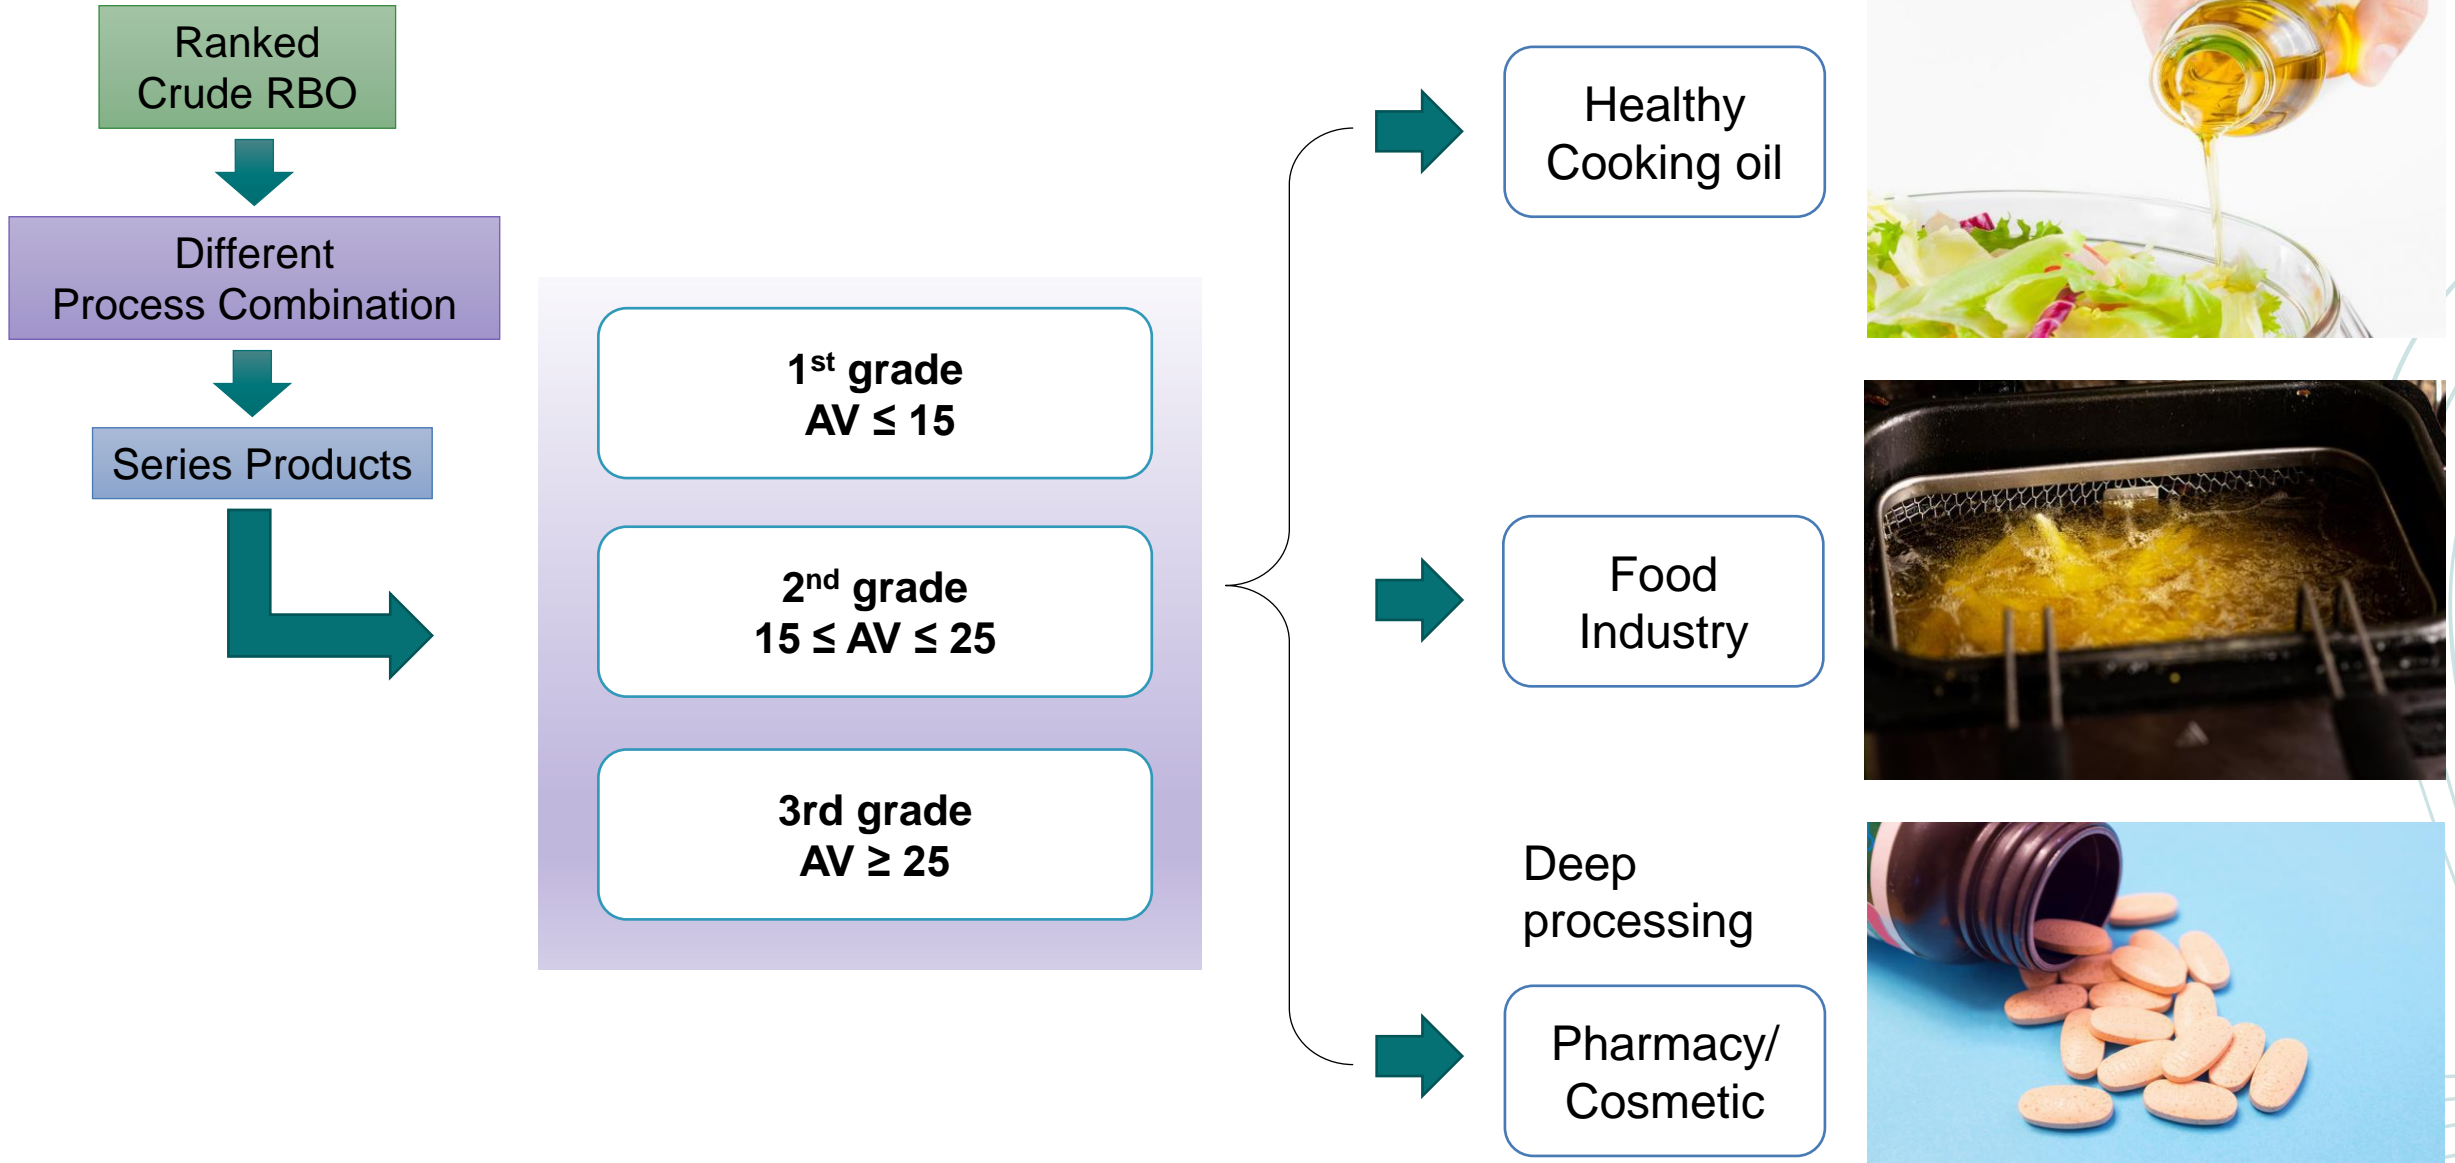 Ranked
Crude RBO
Different
Process Combination
Series Products
1st grade
AV ≤ 15
2nd grade
15 ≤ AV ≤ 25
3rd grade
AV ≥ 25
Healthy
Cooking oil
Food
Industry
Deep
processing
Pharmacy/
Cosmetic